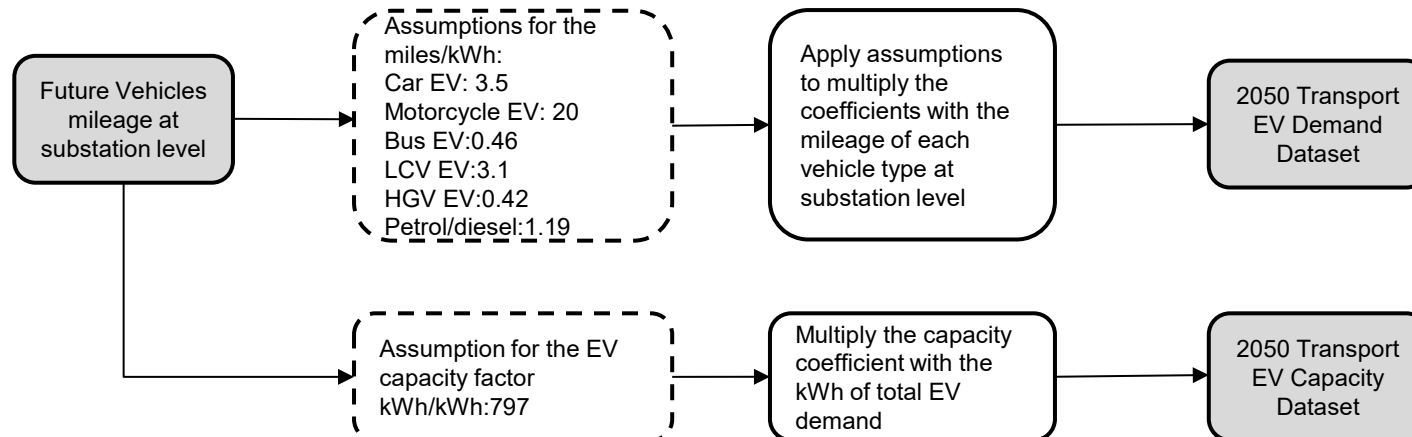 Future Vehicles
mileage at
substation level
Assumptions for the
miles/kWh:
Car EV: 3.5
Motorcycle EV: 20
Bus EV:0.46
LCV EV:3.1
HGV EV:0.42
Petrol/diesel:1.19
Apply assumptions
to multiply the
coefficients with the
mileage of each
vehicle type at
substation level
2050 Transport
EV Demand
Dataset
Assumption for the EV
capacity factor
kWh/kWh:797
Multiply the capacity
coefficient with the
kWh of total EV
demand
2050 Transport
EV Capacity
Dataset